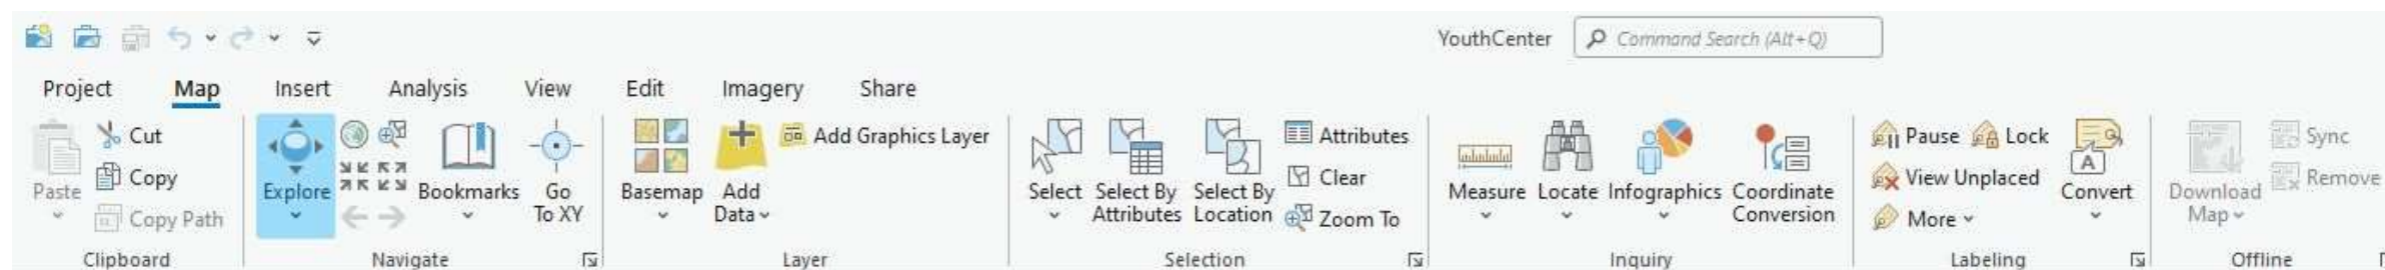 YouthCenter Command Search (Alt+Q)
Project Map Insert Analysis View Edit Imagery Share
Paste
Cut
Copy
Copy Path
Clipboard
Explore
Bookmarks
Go
To XY
Navigate
Basemap
Add
Data
Add Graphics Layer
Layer
Select
Select By
Attributes
Select By
Location
Attributes
Clear
Zoom To
Selection
Measure
Locate
Infographics
Coordinate
Conversion
Inquiry
Pause
Lock
View Unplaced
More
A
Convert
Labeling
Download
Map
Sync
Remove
Offline